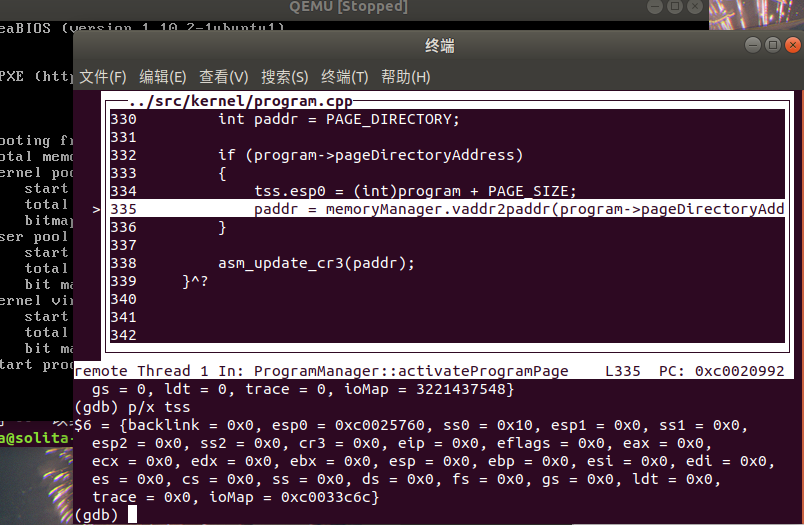 QEMU [Stopped]
eaBIOS (version 1.10.2-1ubuntu1)
终端
PXE (http
文件(F) 编辑(E) 查看(V) 搜索(S) 终端(T) 帮助(H)
../src/kernel/program.cpp
330 int paddr = PAGE_DIRECTORY;
331
332 if (program->pageDirectoryAddress)
333 {
334 tss.esp0 = (int)program + PAGE_SIZE;
> 335 paddr = memoryManager.vaddr2paddr(program->pageDirectoryAdd
336 }
337
338 asm_update_cr3(paddr);
339 }^?
340
341
342
ooting fr
otal memo
ernel poo
start
total
bitmap
ser pool
start
total
bit ma
ernel vir
start
total
bit ma
tart proc
remote Thread 1 In: ProgramManager::activateProgramPage L335 PC: 0xc0020992
gs = 0, ldt = 0, trace = 0, ioMap = 3221437548}
(gdb) p/x tss
$6 = {backlink = 0x0, esp0 = 0xc0025760, ss0 = 0x10, esp1 = 0x0, ss1 = 0x0,
esp2 = 0x0, ss2 = 0x0, cr3 = 0x0, eip = 0x0, eflags = 0x0, eax = 0x0,
ecx = 0x0, edx = 0x0, ebx = 0x0, esp = 0x0, ebp = 0x0, esi = 0x0, edi = 0x0,
es = 0x0, cs = 0x0, ss = 0x0, ds = 0x0, fs = 0x0, gs = 0x0, ldt = 0x0,
trace = 0x0, ioMap = 0xc0033c6c}
(gdb)
a@solita-